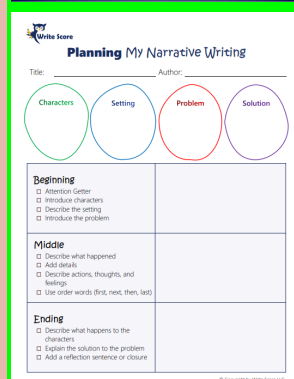 Write Score
Planning My Narrative Writing
Title: Author:
Characters Setting Problem Solution
Beginning
☐ Attention Getter
☐ Introduce characters
☐ Describe the setting
☐ Introduce the problem
Middle
☐ Describe what happened
☐ Add details
☐ Describe actions, thoughts, and
feelings
☐ Use order words (first, next, then, last)
Ending
☐ Describe what happens to the
characters
☐ Explain the solution to the problem
☐ Add a reflection sentence or closure